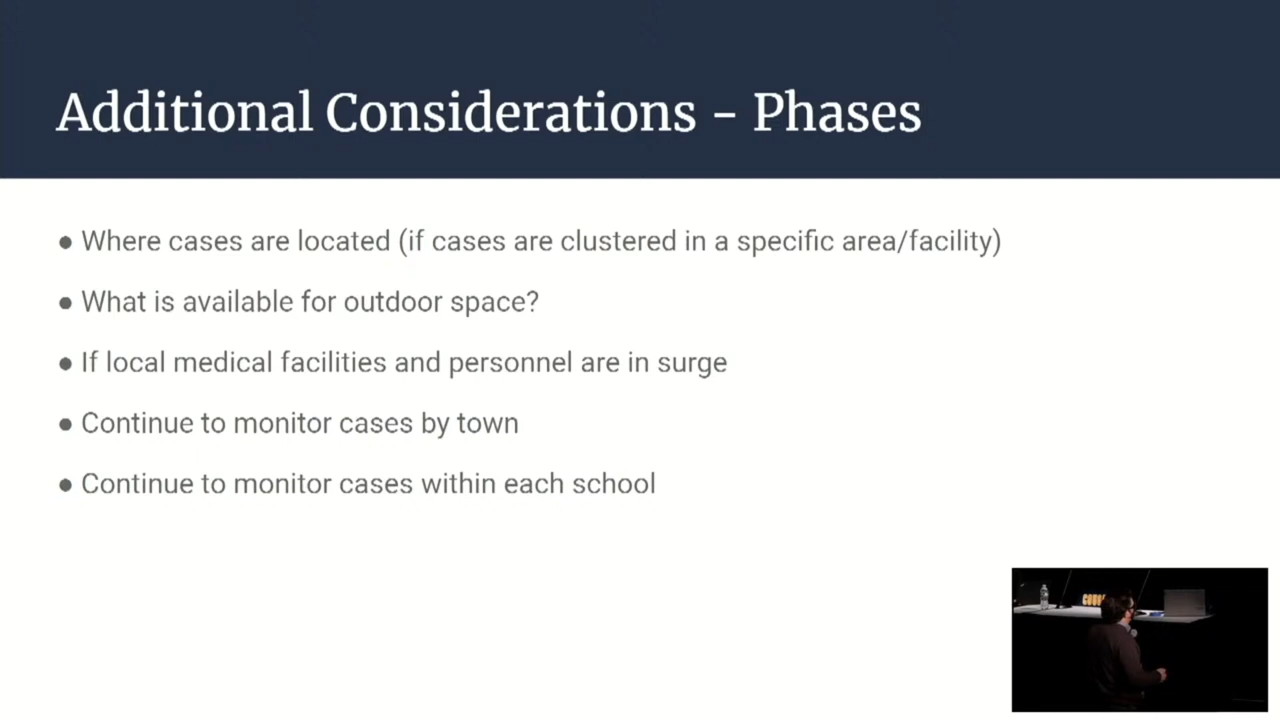 Additional Considerations - Phases
● Where cases are located (if cases are clustered in a specific area/facility)
● What is available for outdoor space?
● If local medical facilities and personnel are in surge
● Continue to monitor cases by town
● Continue to monitor cases within each school